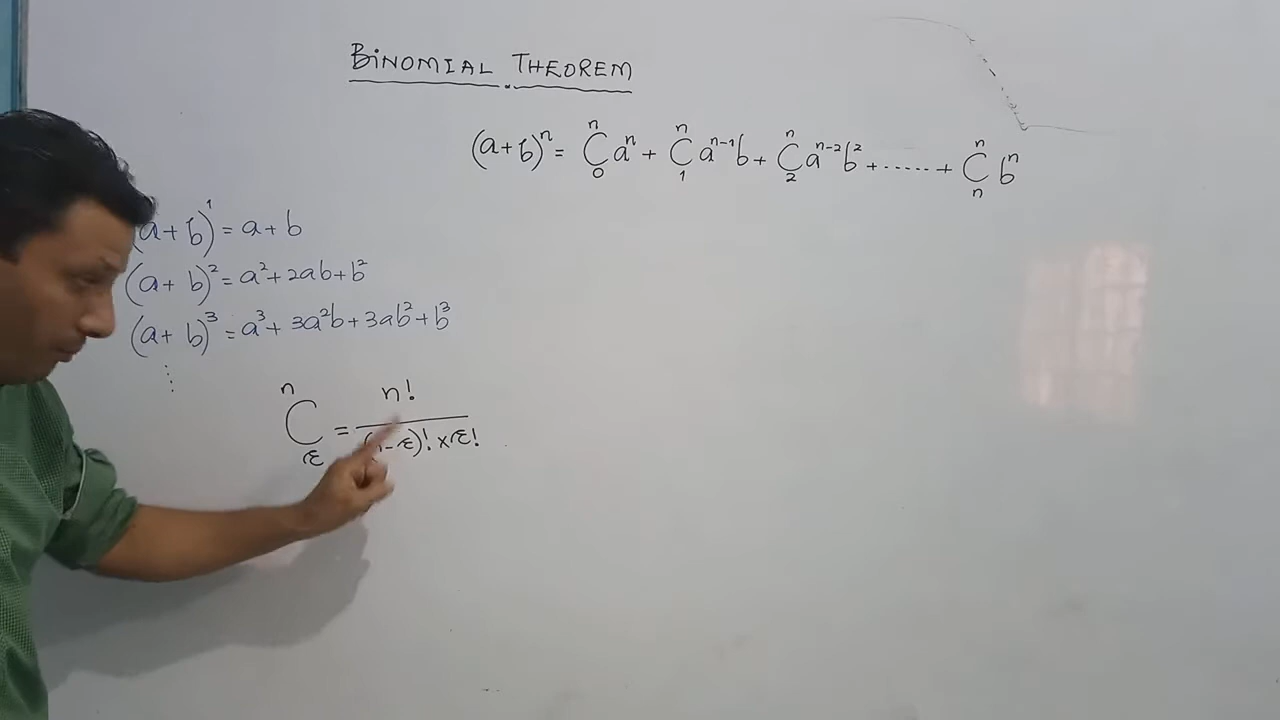 BINOMIAL THEOREM
(a+b)ⁿ = ⁿC₀aⁿ + ⁿC₁aⁿ⁻¹b + ⁿC₂aⁿ⁻²b² + ...... + ⁿCₙbⁿ
(a+b)¹ = a+b
(a+b)² = a²+2ab+b²
(a+b)³ = a³+3a²b+3ab²+b³
⋮
ⁿCᵣ = n! / (n-r)! × r!